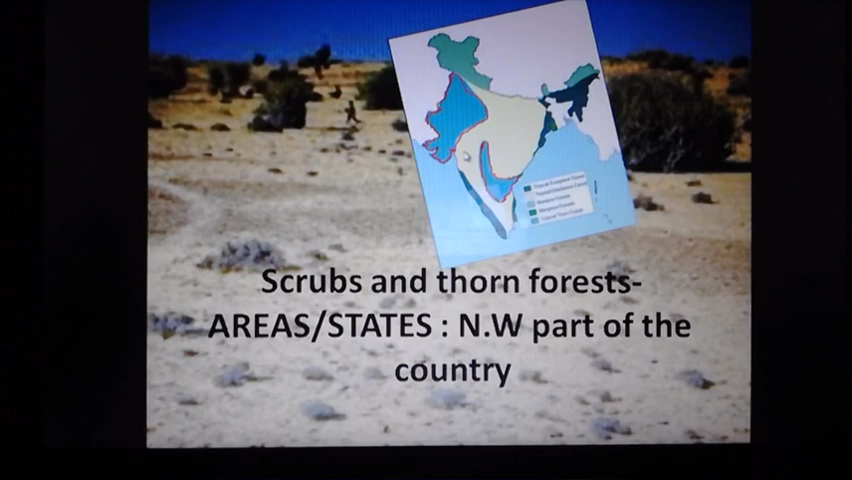 Scrubs and thorn forests-
AREAS/STATES : N.W part of the
country